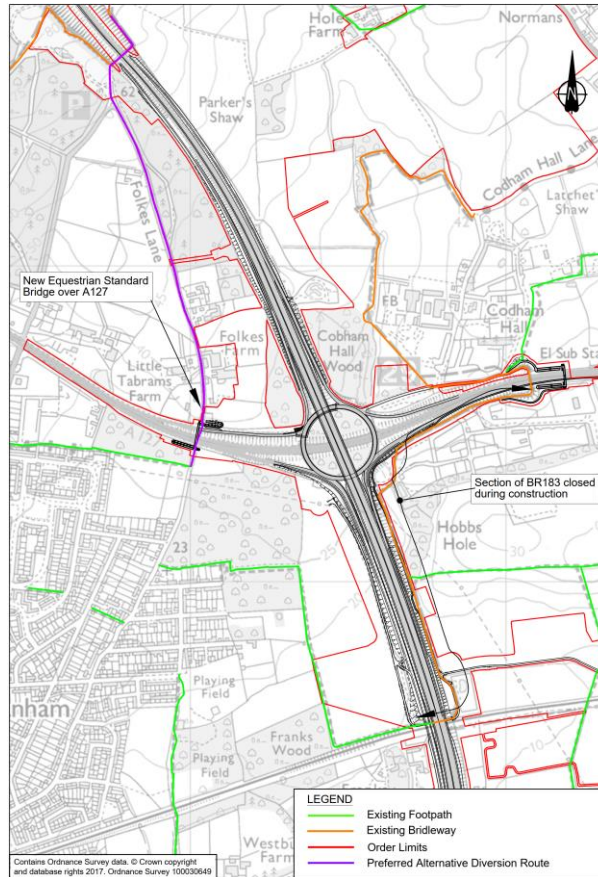 Hole
Farm
Normans
N
Parker's
Shaw
62
P
Codham Hall Lane
Latchet's
Shaw
42
Folkes Lane
New Equestrian Standard
Bridge over A127
FB
Codham
Hall
El Sub Sta
Folkes
Farm
Cobham
Hall
Wood
Little
Tabrams
Farm
A127
Section of BR183 closed
during construction
Hobbs
Hole
23
25
30
20
Playing
Field
nham
Playing
Field
Franks
Wood
10
Farm
LEGEND
Existing Footpath
Existing Bridleway
Order Limits
Preferred Alternative Diversion Route
Contains Ordnance Survey data. © Crown copyright
and database rights 2017. Ordnance Survey 100030649